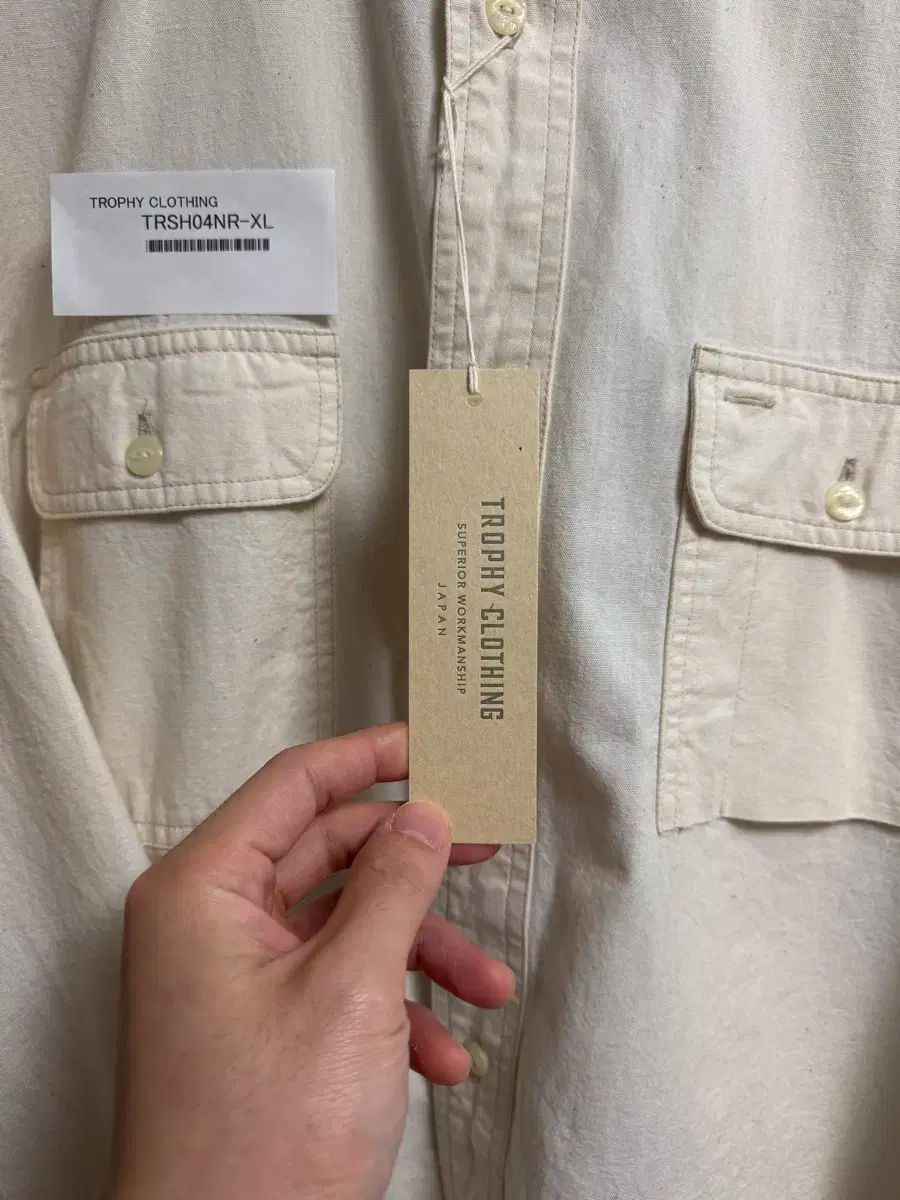 TROPHY CLOTHING
TRSH04NR-XL
TROPHY CLOTHING
SUPERIOR WORKMANSHIP
JAPAN